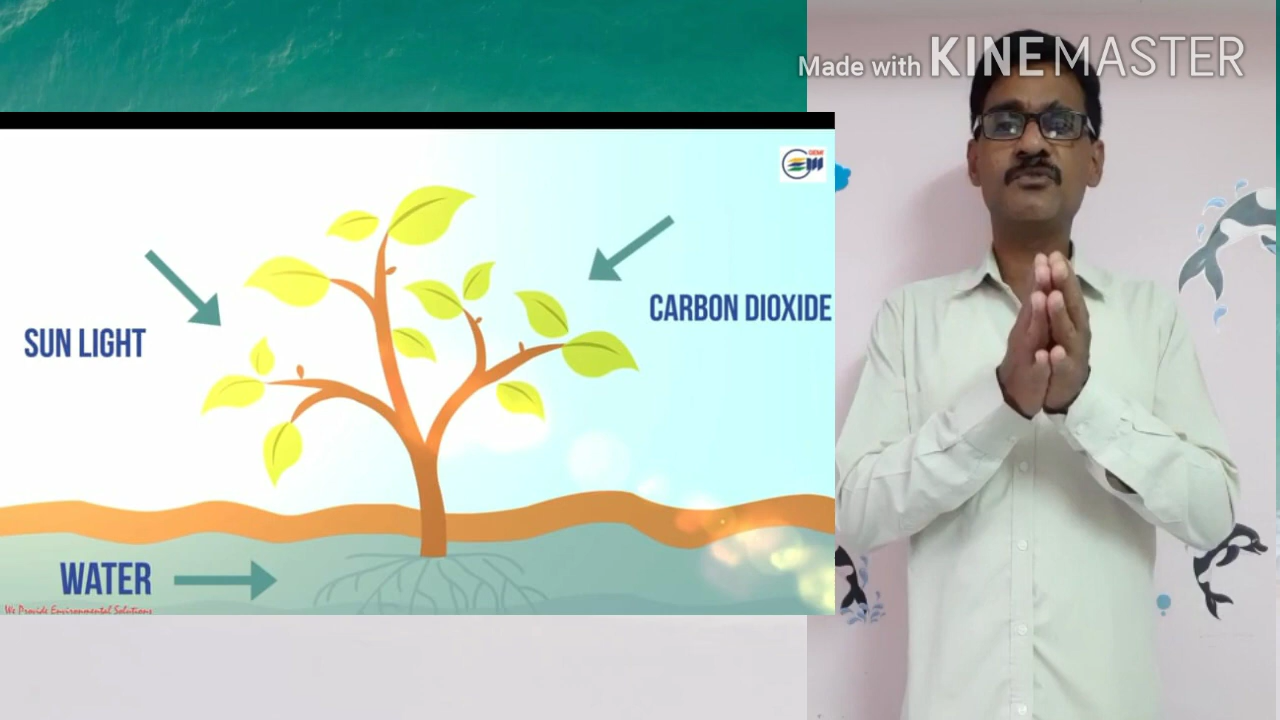 Made with KINEMASTER
SUN LIGHT
CARBON DIOXIDE
WATER
We Provide Environmental Solutions